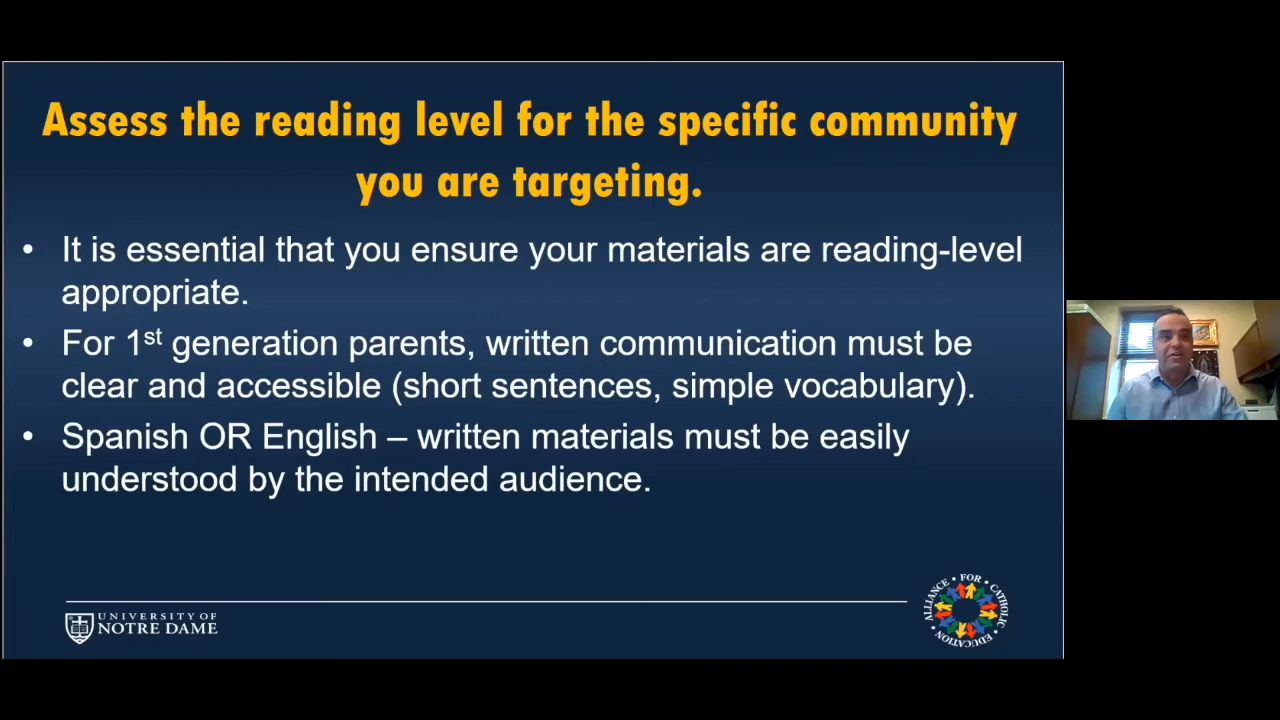 Assess the reading level for the specific community
you are targeting.
• It is essential that you ensure your materials are reading-level
appropriate.
• For 1st generation parents, written communication must be
clear and accessible (short sentences, simple vocabulary).
• Spanish OR English – written materials must be easily
understood by the intended audience.
UNIVERSITY OF
NOTRE DAME
ALLIANCE • FOR • CATHOLIC • EDUCATION •